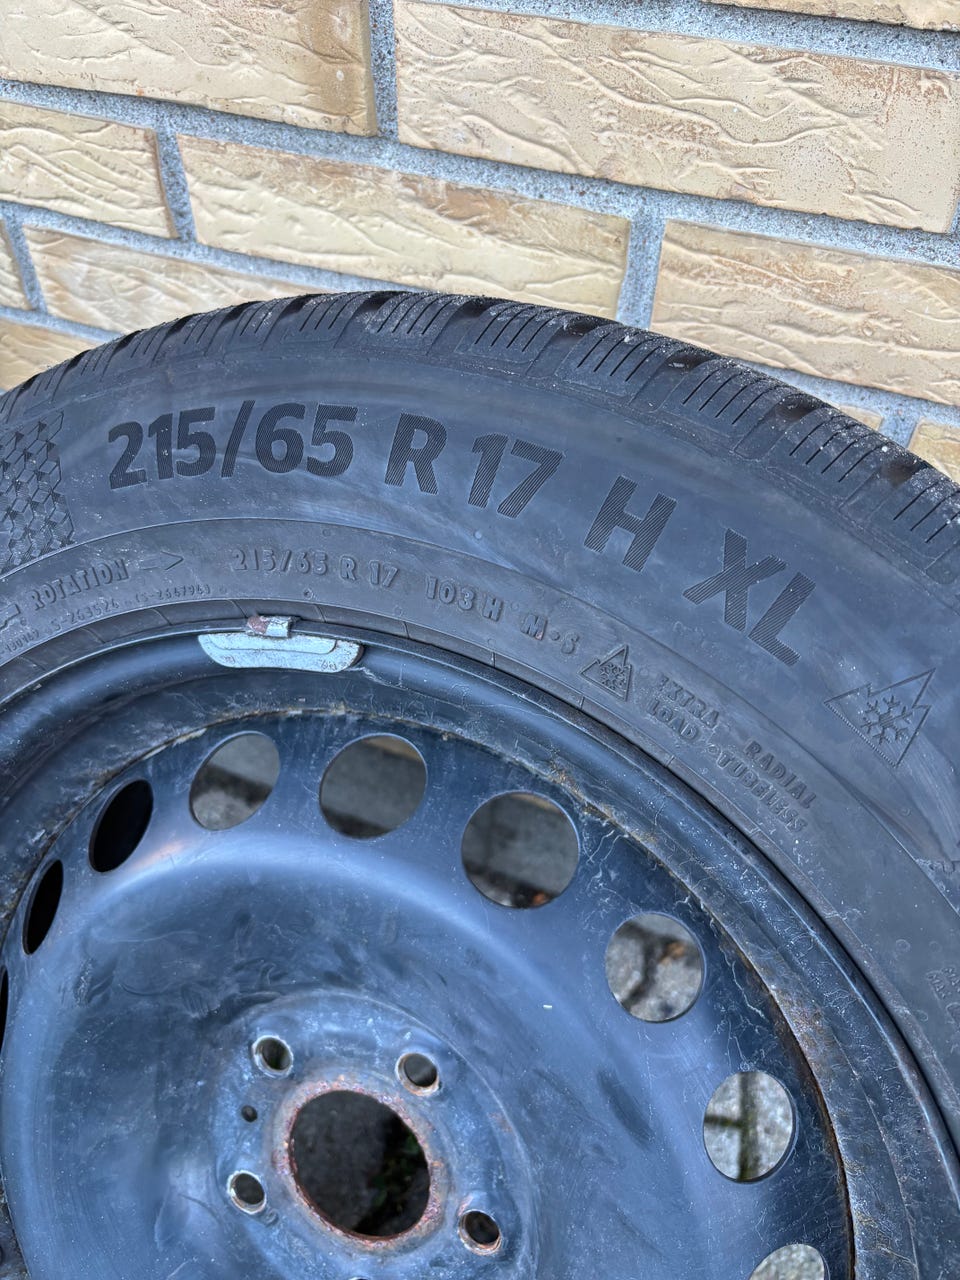 215/65 R 17 H XL
ROTATION
215/65 R 17 103 H M•S
EXTRA
LOAD
RADIAL
TUBELESS